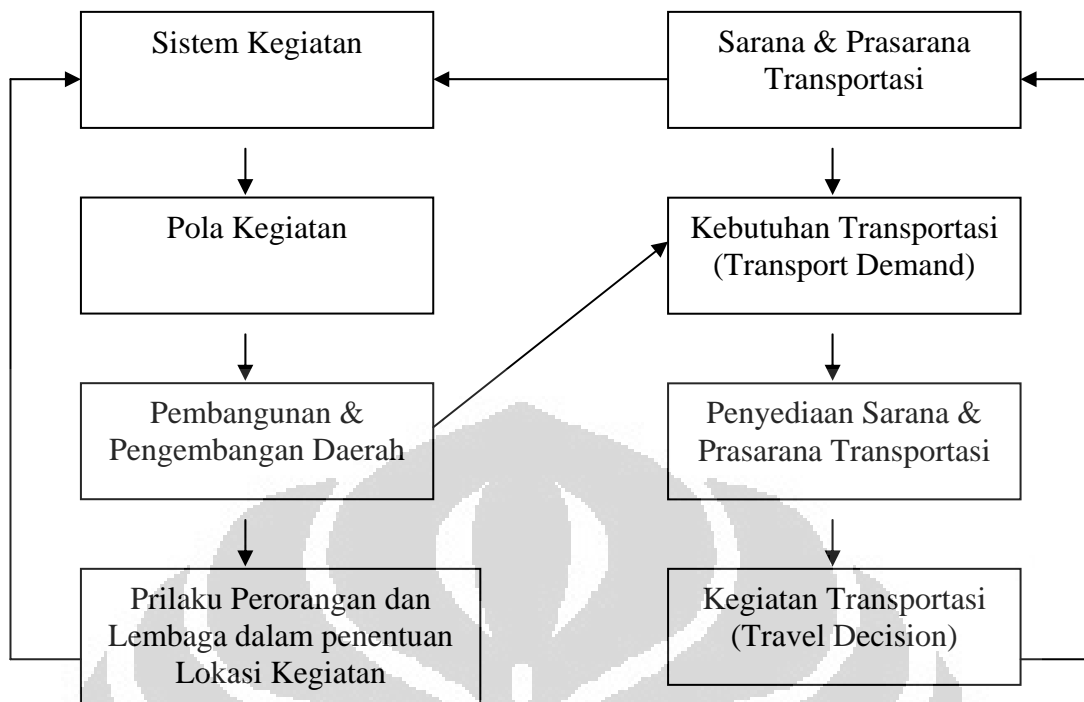 Sistem Kegiatan
Sarana & Prasarana
Transportasi
Pola Kegiatan
Kebutuhan Transportasi
(Transport Demand)
Pembangunan &
Pengembangan Daerah
Penyediaan Sarana &
Prasarana Transportasi
Prilaku Perorangan dan
Lembaga dalam penentuan
Lokasi Kegiatan
Kegiatan Transportasi
(Travel Decision)